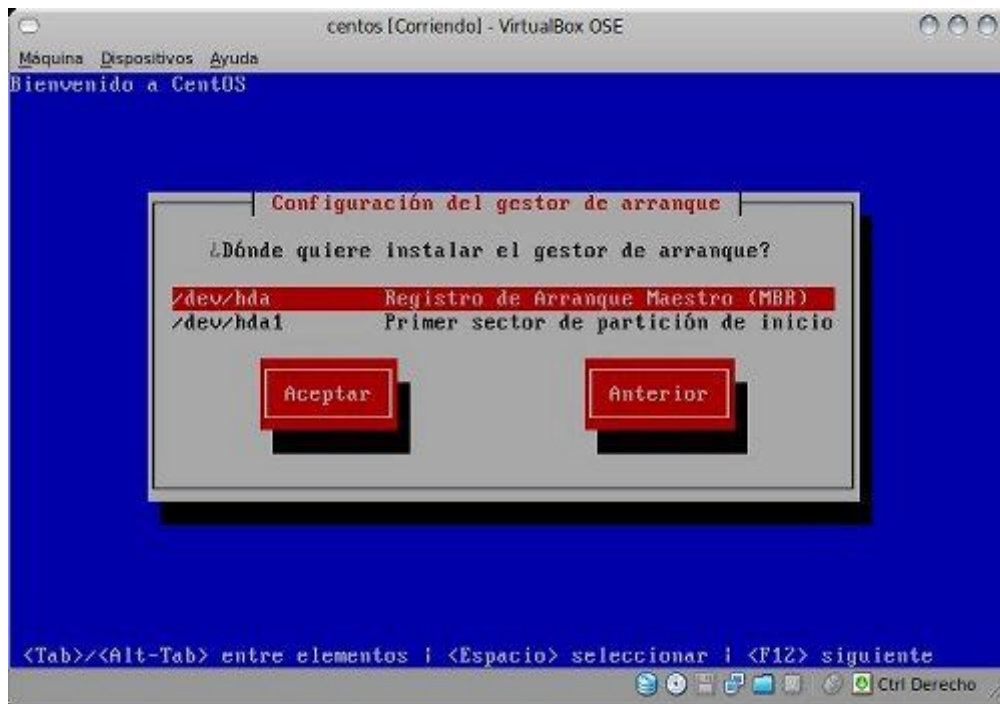 centos [Corriendo] - VirtualBox OSE
Máquina Dispositivos Ayuda
Bienvenido a CentOS
Configuración del gestor de arranque
¿Dónde quiere instalar el gestor de arranque?
/dev/hda Registro de Arranque Maestro (MBR)
/dev/hda1 Primer sector de partición de inicio
Aceptar Anterior
<Tab>/<Alt-Tab> entre elementos | <Espacio> seleccionar | <F12> siguiente
Ctrl Derecho